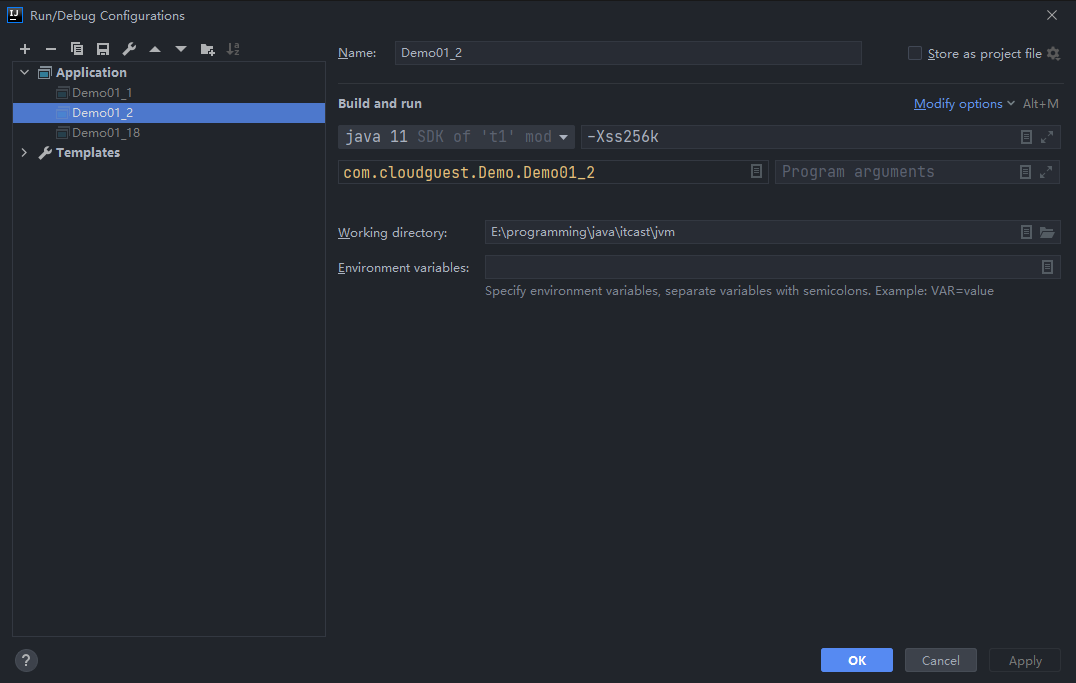 IJ Run/Debug Configurations
Name: Demo01_2 Store as project file
Application
Demo01_1
Demo01_2
Demo01_18
Templates
Build and run Modify options Alt+M
java 11 SDK of 't1' mod -Xss256k
com.cloudguest.Demo.Demo01_2 Program arguments
Working directory: E:\programming\java\itcast\jvm
Environment variables:
Specify environment variables, separate variables with semicolons. Example: VAR=value
? OK Cancel Apply